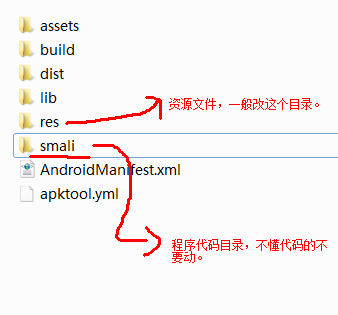 assets
build
dist
lib
res
资源文件，一般改这个目录。
smali
AndroidManifest.xml
apktool.yml
程序代码目录，不懂代码的不
要动。